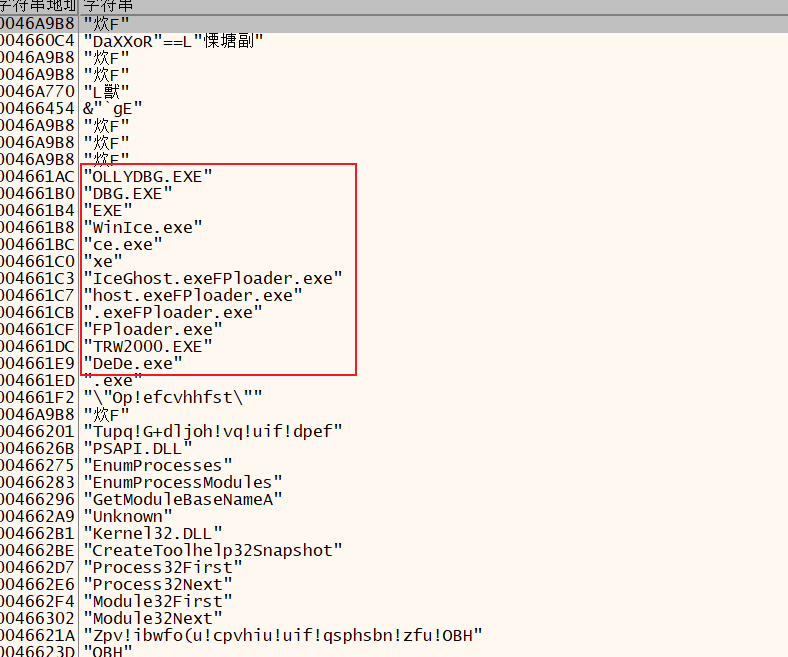 字符串地址 字符串
0046A9B8 "炊F"
004660C4 "DaXXoR"==L"慄塘副"
0046A9B8 "炊F"
0046A9B8 "炊F"
0046A770 "L獸"
00466454 &"`gE"
0046A9B8 "炊F"
0046A9B8 "炊F"
0046A9B8 "炊F"
004661AC "OLLYDBG.EXE"
004661B0 "DBG.EXE"
004661B4 "EXE"
004661B8 "WinIce.exe"
004661BC "ce.exe"
004661C0 "xe"
004661C3 "IceGhost.exeFPloader.exe"
004661C7 "host.exeFPloader.exe"
004661CB ".exeFPloader.exe"
004661CF "FPloader.exe"
004661DC "TRW2000.EXE"
004661E9 "DeDe.exe"
004661ED ".exe"
004661F2 "\"Op!efcvhhfst\""
0046A9B8 "炊F"
00466201 "Tupq!G+dljoh!vq!uif!dpef"
0046626B "PSAPI.DLL"
00466275 "EnumProcesses"
00466283 "EnumProcessModules"
00466296 "GetModuleBaseNameA"
004662A9 "Unknown"
004662B1 "Kernel32.DLL"
004662BE "CreateToolhelp32Snapshot"
004662D7 "Process32First"
004662E6 "Process32Next"
004662F4 "Module32First"
00466302 "Module32Next"
0046621A "Zpv!ibwfo(u!cpvhiu!uif!qsphsbn!zfu!OBH"
0046623D "OBH"